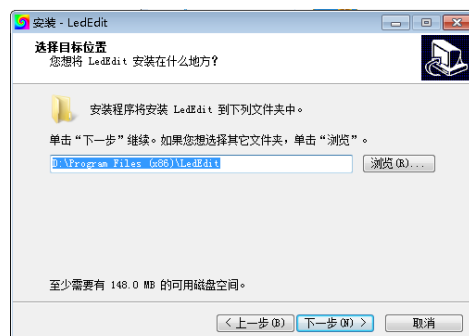 安装 - LedEdit
选择目标位置
您想将 LedEdit 安装在什么地方?
安装程序将安装 LedEdit 到下列文件夹中。
单击“下一步”继续。如果您想选择其它文件夹，单击“浏览”。
D:\Program Files (x86)\LedEdit
浏览(R)...
至少需要有 148.0 MB 的可用磁盘空间。
< 上一步(B)
下一步(N) >
取消